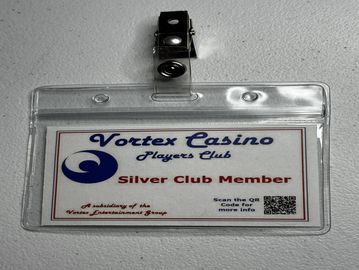 Vortex Casino
Players Club
Silver Club Member
A subsidiary of the
Vortex Entertainment Group
Scan the QR
Code for
more info